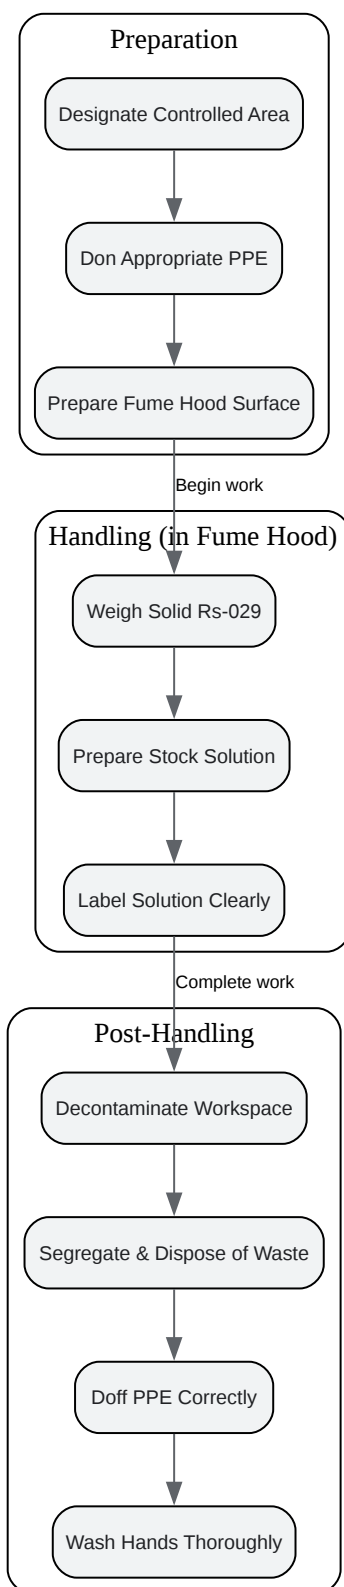 Preparation
Designate Controlled Area
Don Appropriate PPE
Prepare Fume Hood Surface
Begin work
Handling (in Fume Hood)
Weigh Solid Rs-029
Prepare Stock Solution
Label Solution Clearly
Complete work
Post-Handling
Decontaminate Workspace
Segregate & Dispose of Waste
Doff PPE Correctly
Wash Hands Thoroughly